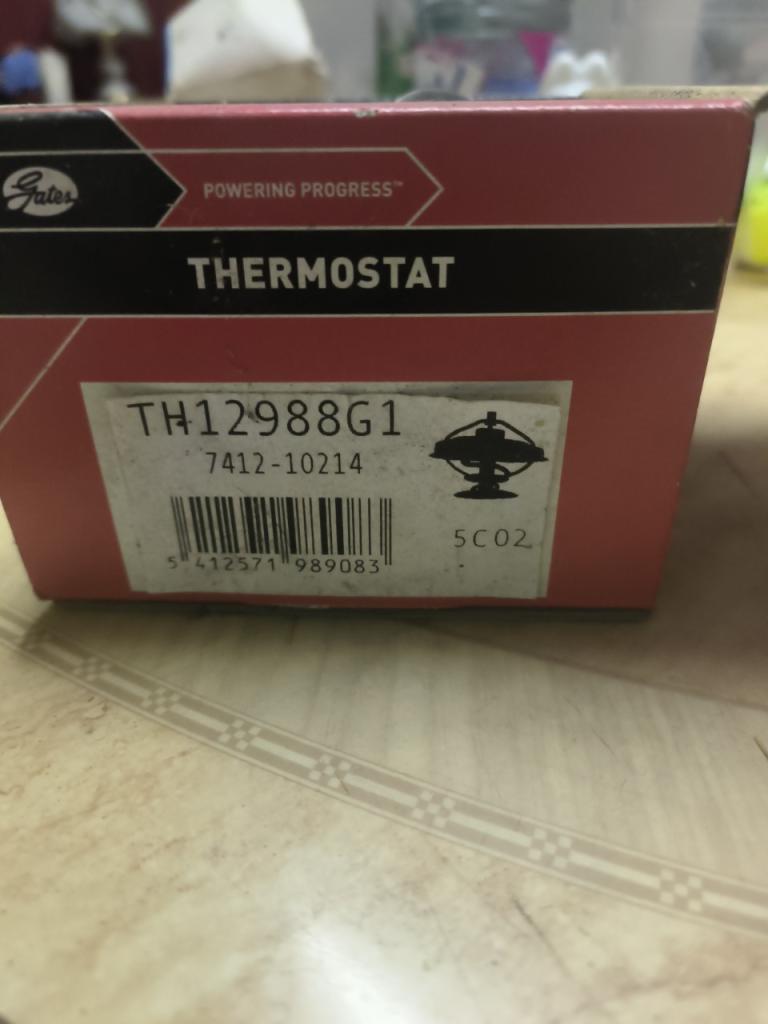 Gates
POWERING PROGRESS™
THERMOSTAT
TH12988G1
7412-10214
5C02
5 412571 989083